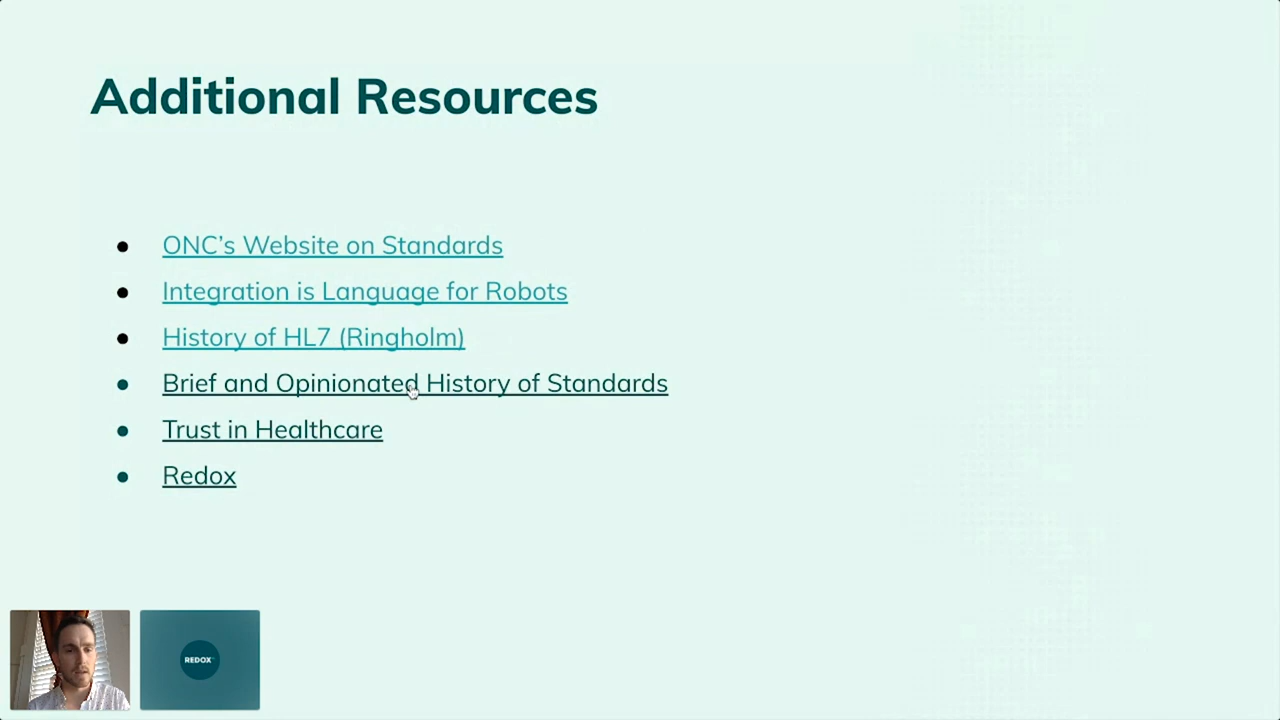 Additional Resources
ONC's Website on Standards
Integration is Language for Robots
History of HL7 (Ringholm)
Brief and Opinionated History of Standards
Trust in Healthcare
Redox
REDOX